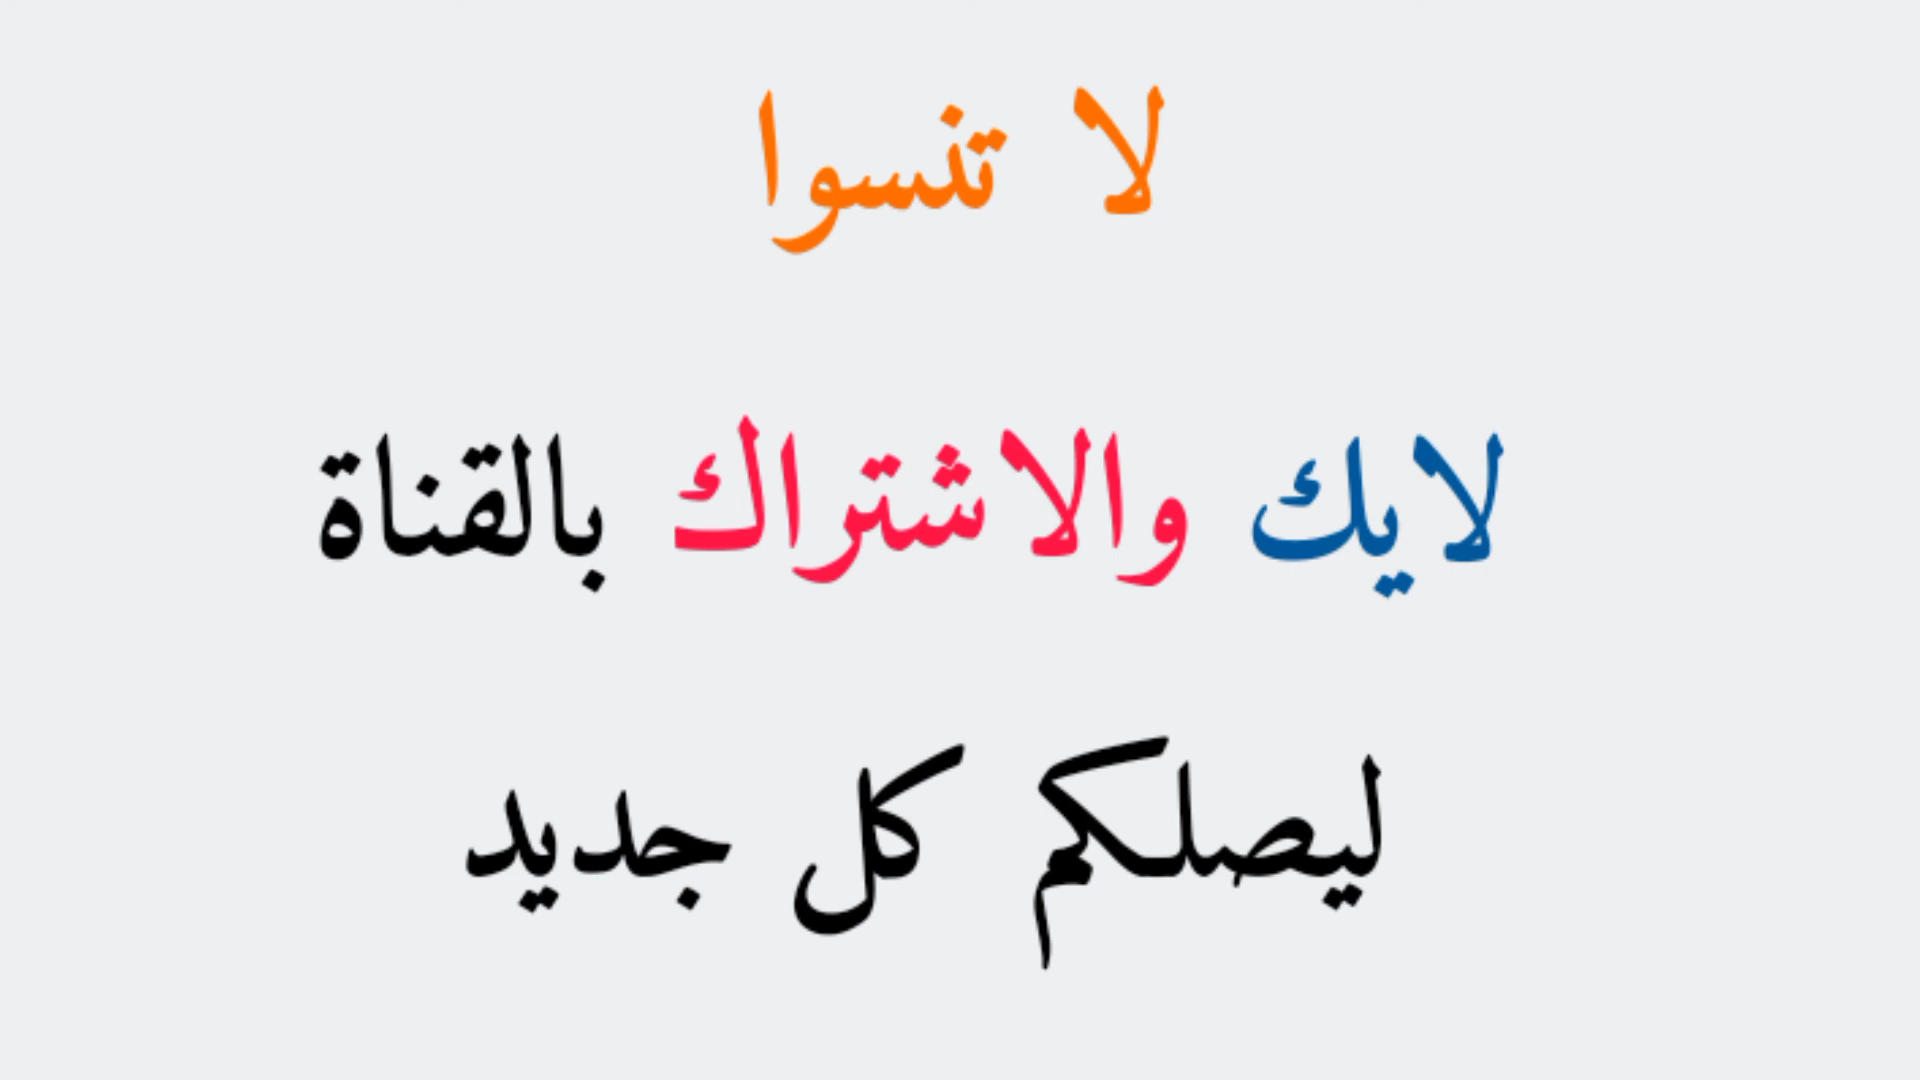 لا تنسوا
لايك والاشتراك بالقناة
ليصلكم كل جديد